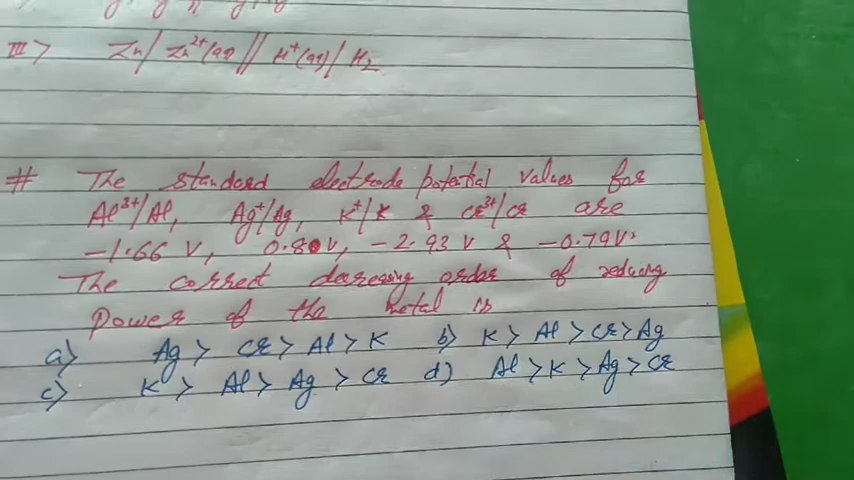 III> Zn/Zn²⁺(aq)//H⁺(aq)/H₂
# The standard electrode potential values for
Al³⁺/Al, Ag⁺/Ag, K⁺/K & Cr³⁺/Cr are
-1.66 V, 0.80 V, -2.93 V & -0.79 V.
The correct decreasing order of reducing
Power of the metal is
a) Ag > Cr > Al > K b) K > Al > Cr > Ag
c) K > Al > Ag > Cr d) Al > K > Ag > Cr